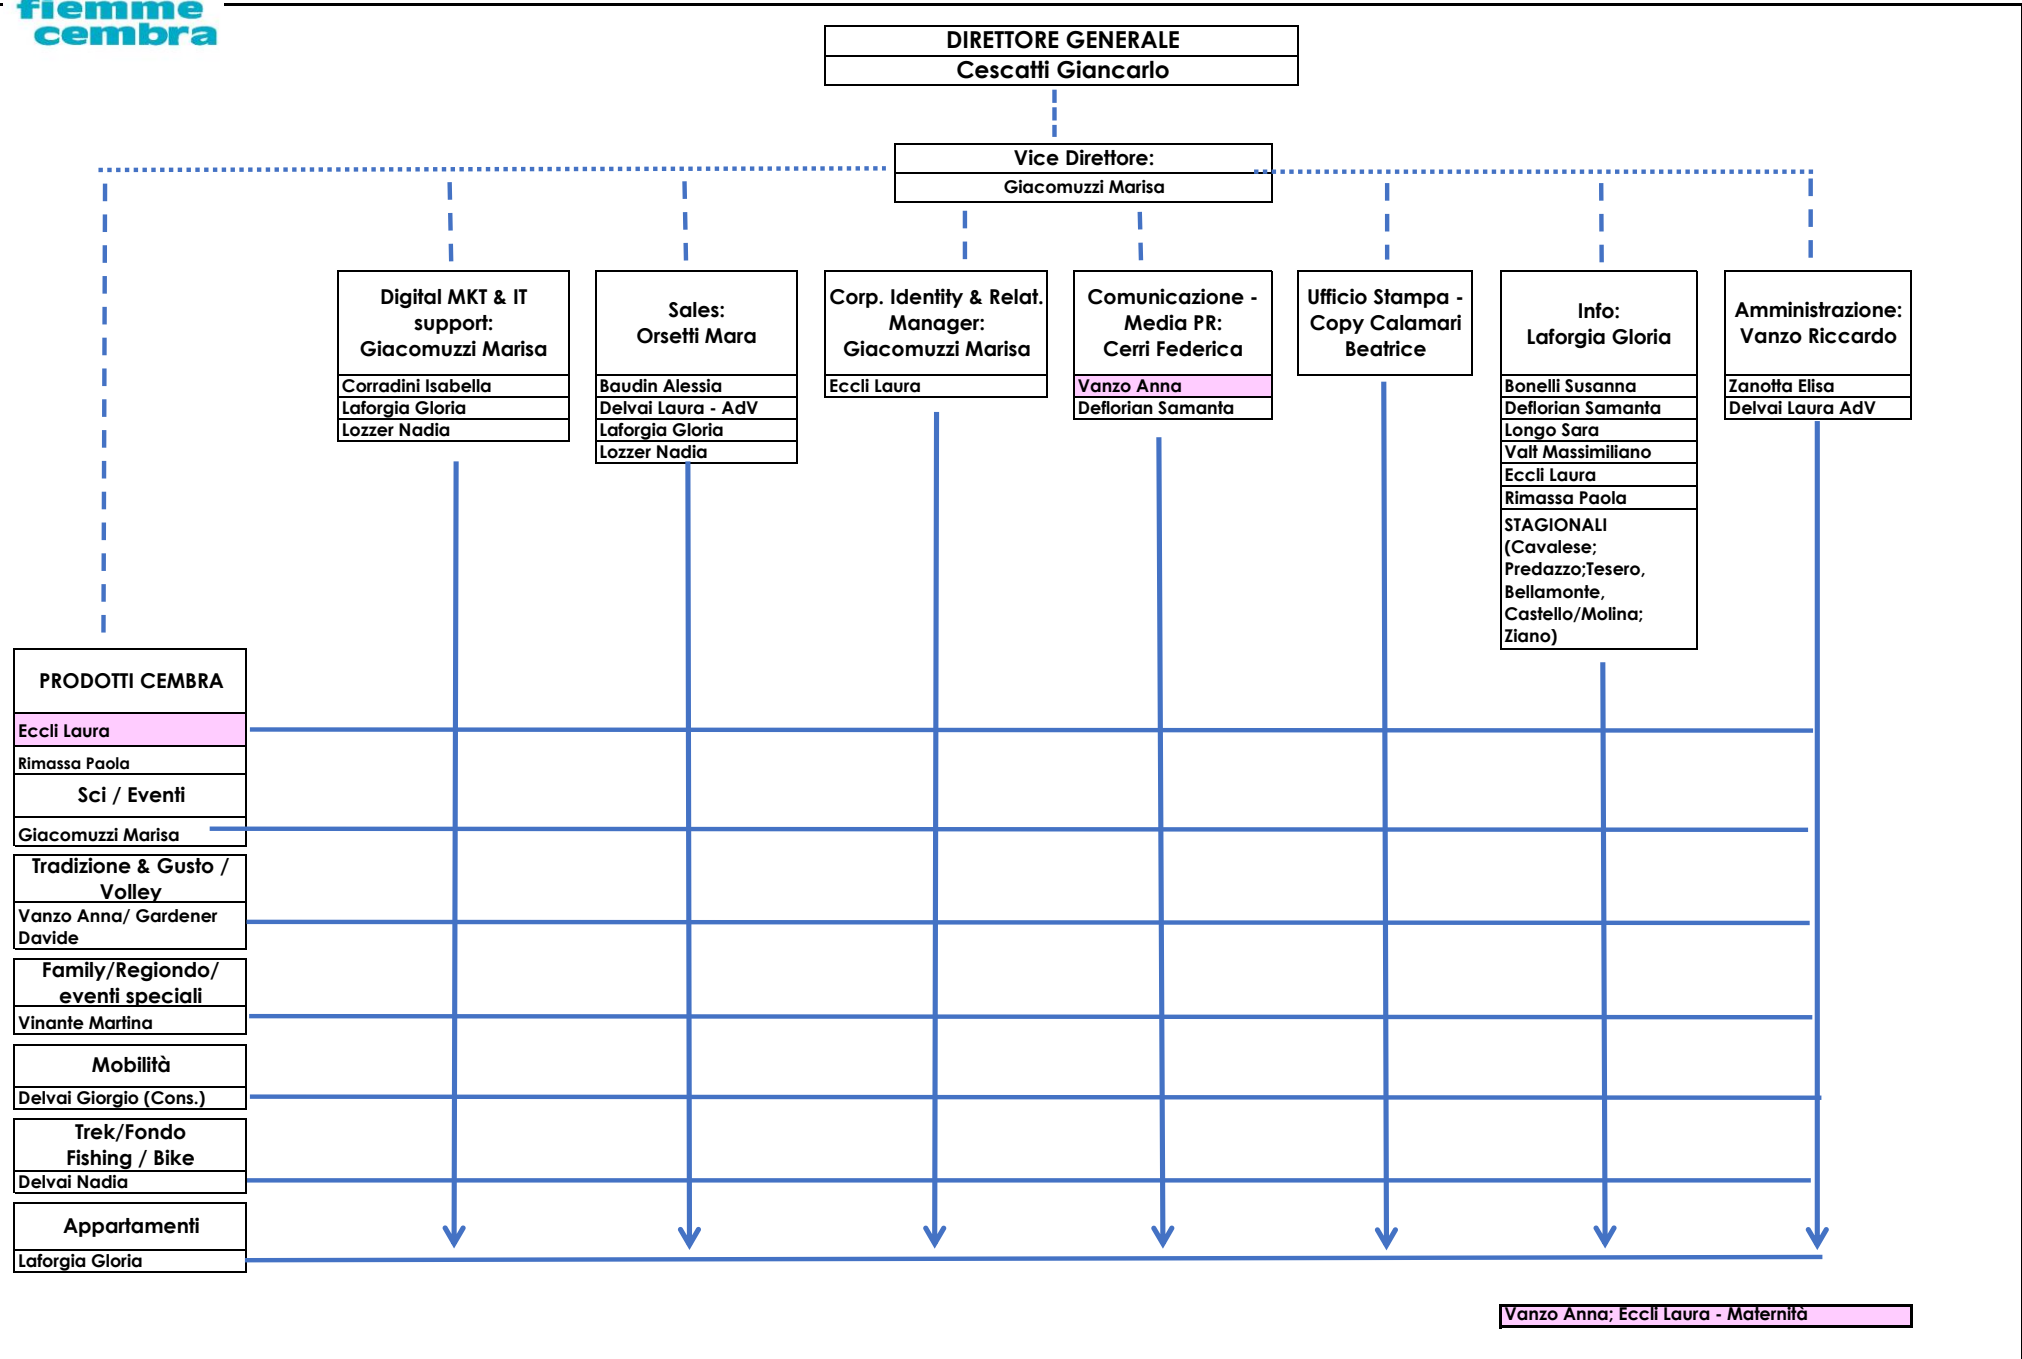 fiemme
cembra
DIRETTORE GENERALE
Cescatti Giancarlo
Vice Direttore:
Giacomuzzi Marisa
Digital MKT & IT
support:
Giacomuzzi Marisa
Corradini Isabella
Laforgia Gloria
Lozzer Nadia
Sales:
Orsetti Mara
Baudin Alessia
Delvai Laura - AdV
Laforgia Gloria
Lozzer Nadia
Corp. Identity & Relat.
Manager:
Giacomuzzi Marisa
Eccli Laura
Comunicazione -
Media PR:
Cerri Federica
Vanzo Anna
Deflorian Samanta
Ufficio Stampa -
Copy Calamari
Beatrice
Info:
Laforgia Gloria
Bonelli Susanna
Deflorian Samanta
Longo Sara
Valt Massimiliano
Eccli Laura
Rimassa Paola
STAGIONALI
(Cavalese;
Predazzo;Tesero,
Bellamonte,
Castello/Molina;
Ziano)
Amministrazione:
Vanzo Riccardo
Zanotta Elisa
Delvai Laura AdV
PRODOTTI CEMBRA
Eccli Laura
Rimassa Paola
Sci / Eventi
Giacomuzzi Marisa
Tradizione & Gusto /
Volley
Vanzo Anna/ Gardener
Davide
Family/Regiondo/
eventi speciali
Vinante Martina
Mobilità
Delvai Giorgio (Cons.)
Trek/Fondo
Fishing / Bike
Delvai Nadia
Appartamenti
Laforgia Gloria
Vanzo Anna; Eccli Laura - Maternità